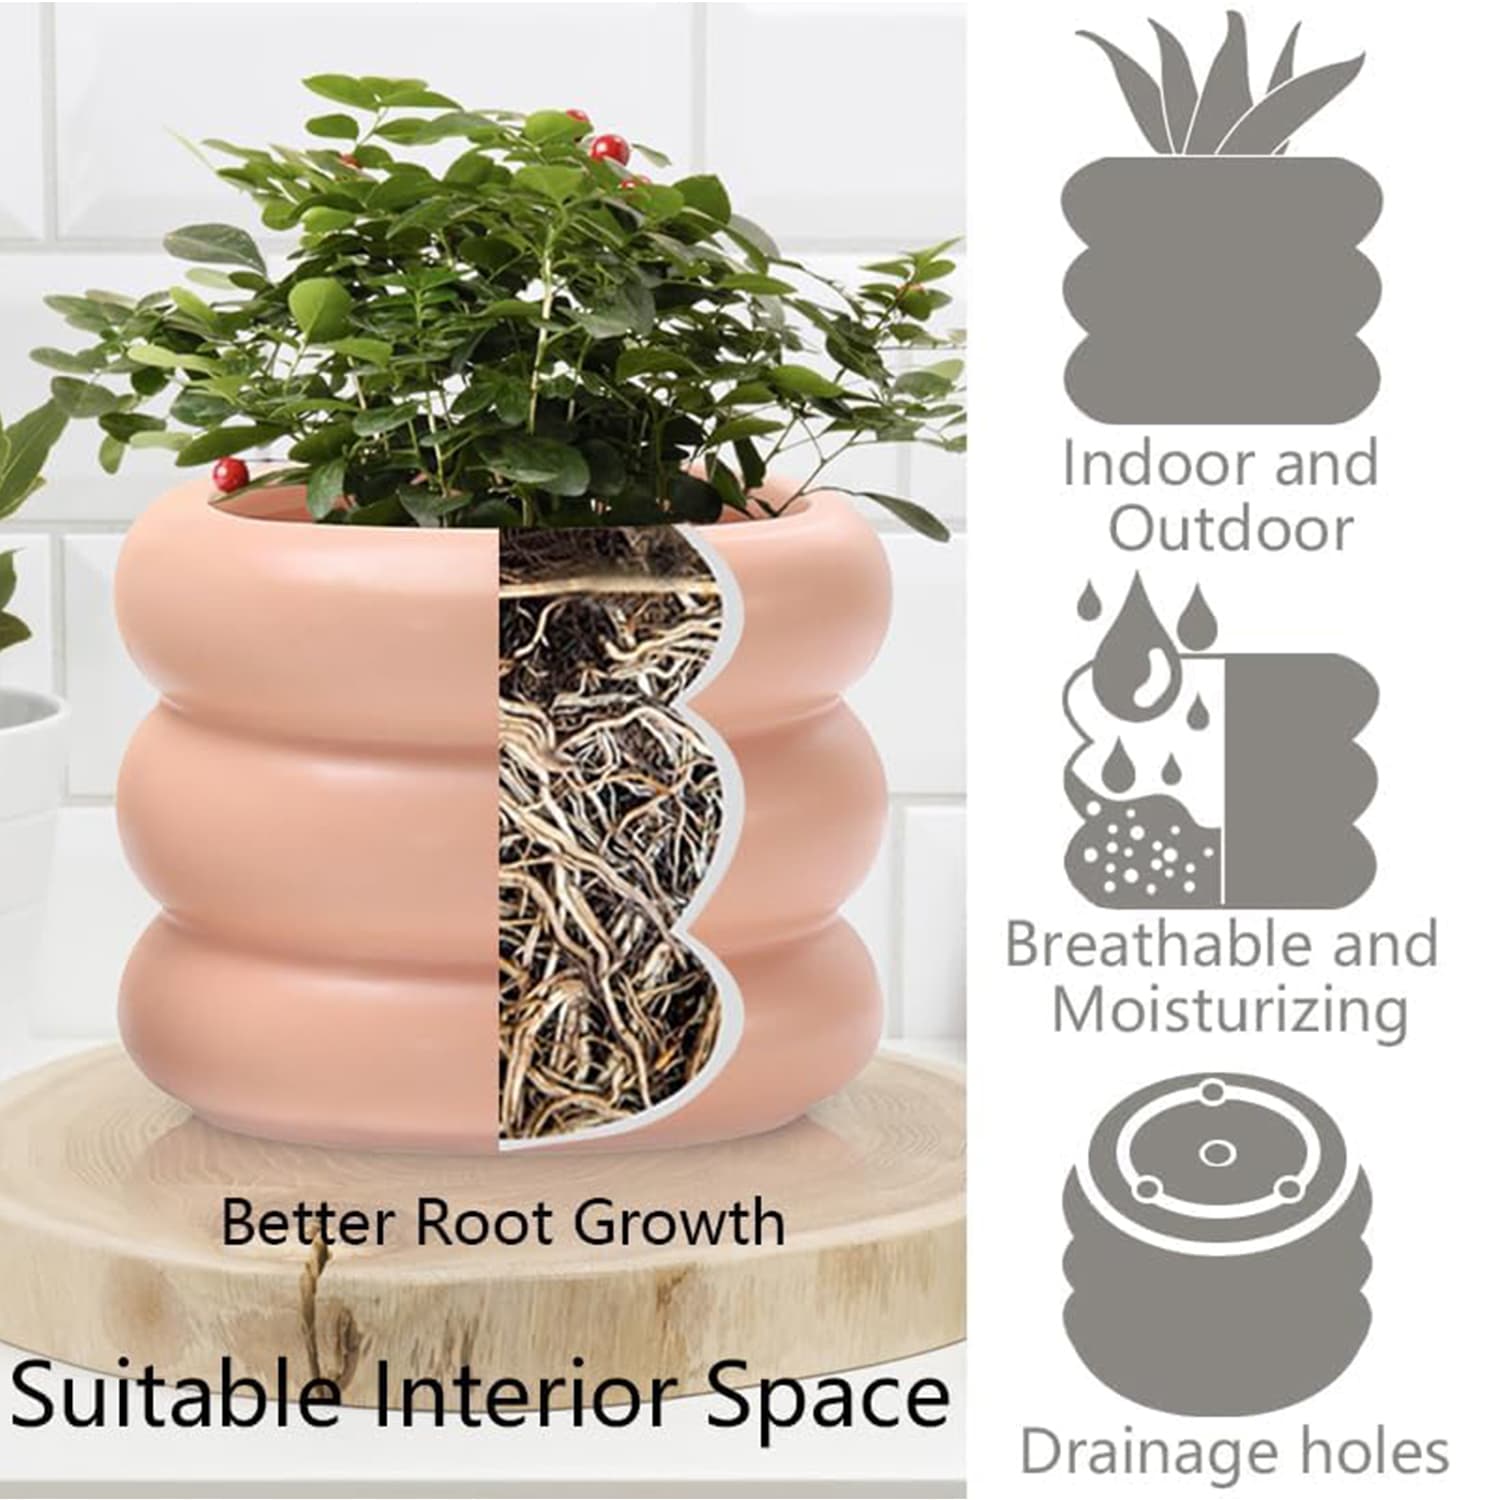 Better Root Growth
Suitable Interior Space
Indoor and
Outdoor
Breathable and
Moisturizing
Drainage holes